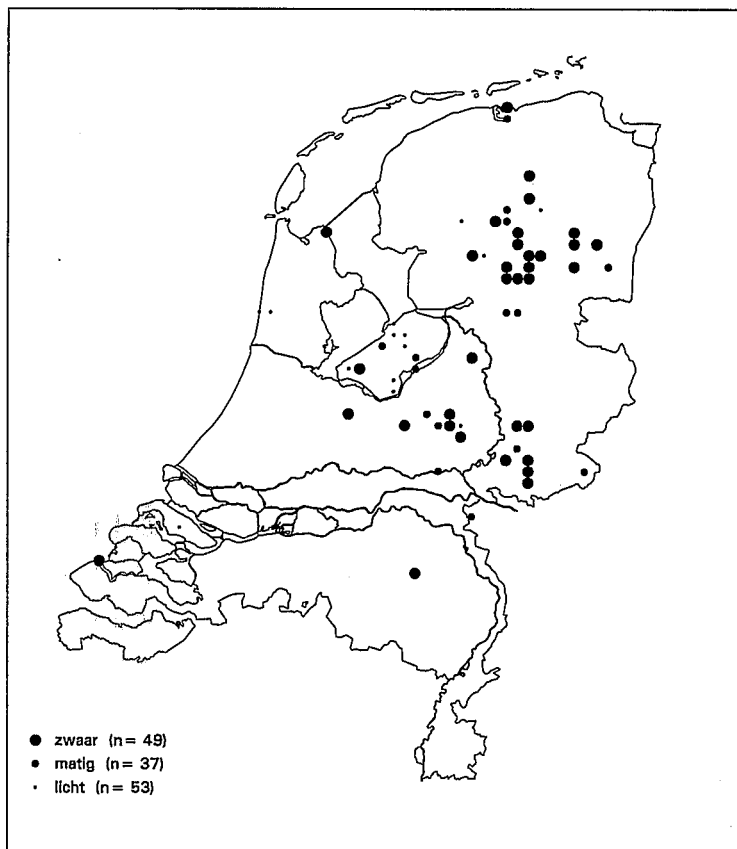 zwaar (n= 49)
matig (n= 37)
licht (n= 53)